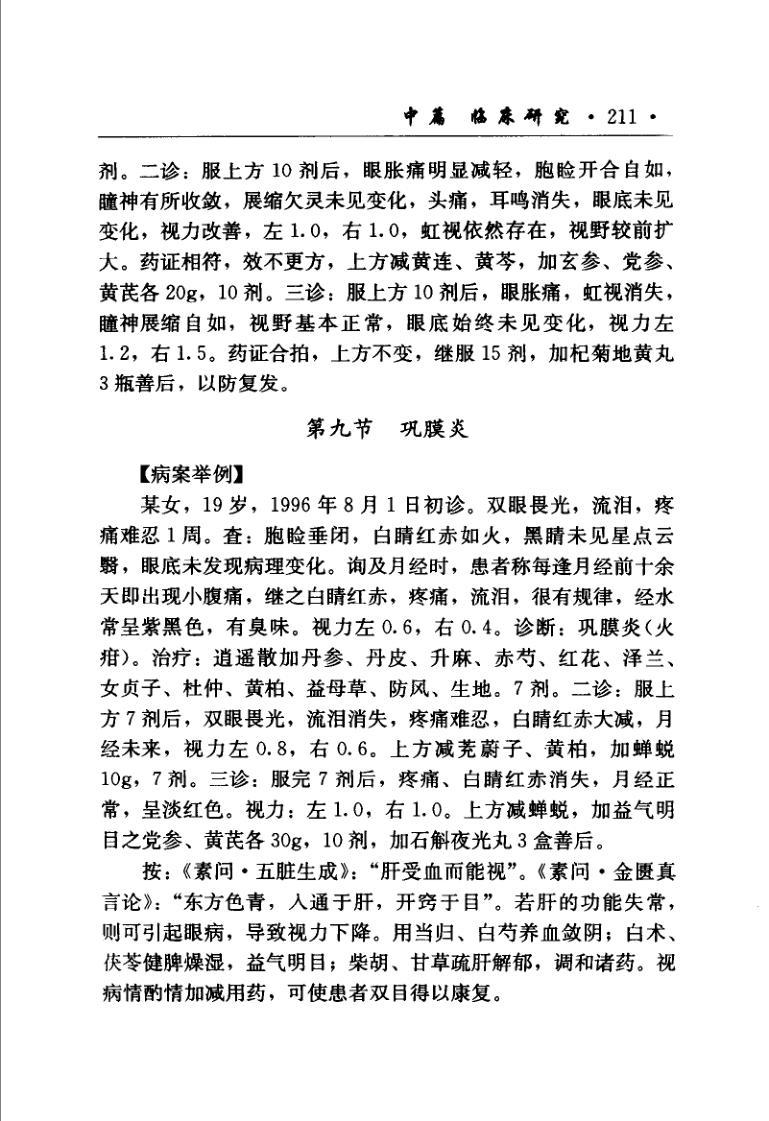 中篇 临床研究·211·
剂。二诊：服上方 10 剂后，眼胀痛明显减轻，胞睑开合自如，
瞳神有所收敛，展缩欠灵未见变化，头痛，耳鸣消失，眼底未见
变化，视力改善，左 1.0，右 1.0，虹视依然存在，视野较前扩
大。药证相符，效不更方，上方减黄连、黄芩，加玄参、党参、
黄芪各 20g，10 剂。三诊：服上方 10 剂后，眼胀痛，虹视消失，
瞳神展缩自如，视野基本正常，眼底始终未见变化，视力左
1.2，右 1.5。药证合拍，上方不变，继服 15 剂，加杞菊地黄丸
3 瓶善后，以防复发。
第九节 巩膜炎
【病案举例】
某女，19 岁，1996 年 8 月 1 日初诊。双眼畏光，流泪，疼
痛难忍 1 周。查：胞睑垂闭，白睛红赤如火，黑睛未见星点云
翳，眼底未发现病理变化。询及月经时，患者称每逢月经前十余
天即出现小腹痛，继之白睛红赤，疼痛，流泪，很有规律，经水
常呈紫黑色，有臭味。视力左 0.6，右 0.4。诊断：巩膜炎（火
疳）。治疗：逍遥散加丹参、丹皮、升麻、赤芍、红花、泽兰、
女贞子、杜仲、黄柏、益母草、防风、生地。7 剂。二诊：服上
方 7 剂后，双眼畏光，流泪消失，疼痛难忍，白睛红赤大减，月
经未来，视力左 0.8，右 0.6。上方减茺蔚子、黄柏，加蝉蜕
10g，7 剂。三诊：服完 7 剂后，疼痛、白睛红赤消失，月经正
常，呈淡红色。视力：左 1.0，右 1.0。上方减蝉蜕，加益气明
目之党参、黄芪各 30g，10 剂，加石斛夜光丸 3 盒善后。
按：《素问·五脏生成》：“肝受血而能视”。《素问·金匮真
言论》：“东方色青，入通于肝，开窍于目”。若肝的功能失常，
则可引起眼病，导致视力下降。用当归、白芍养血敛阴；白术、
茯苓健脾燥湿，益气明目；柴胡、甘草疏肝解郁，调和诸药。视
病情酌情加减用药，可使患者双目得以康复。